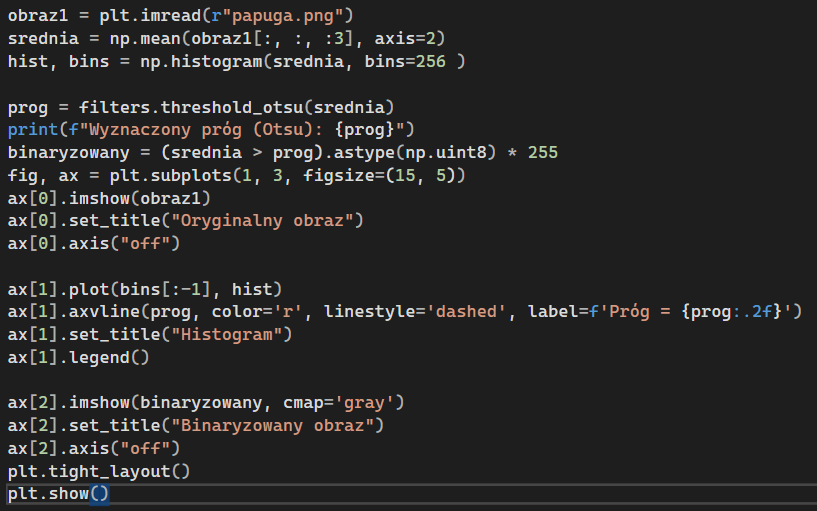 obraz1 = plt.imread(r"papuga.png")
srednia = np.mean(obraz1[:, :, :3], axis=2)
hist, bins = np.histogram(srednia, bins=256 )
prog = filters.threshold_otsu(srednia)
print(f"Wyznaczony próg (Otsu): {prog}")
binaryzowany = (srednia > prog).astype(np.uint8) * 255
fig, ax = plt.subplots(1, 3, figsize=(15, 5))
ax[0].imshow(obraz1)
ax[0].set_title("Oryginalny obraz")
ax[0].axis("off")
ax[1].plot(bins[:-1], hist)
ax[1].axvline(prog, color='r', linestyle='dashed', label=f'Próg = {prog:.2f}')
ax[1].set_title("Histogram")
ax[1].legend()
ax[2].imshow(binaryzowany, cmap='gray')
ax[2].set_title("Binaryzowany obraz")
ax[2].axis("off")
plt.tight_layout()
plt.show()